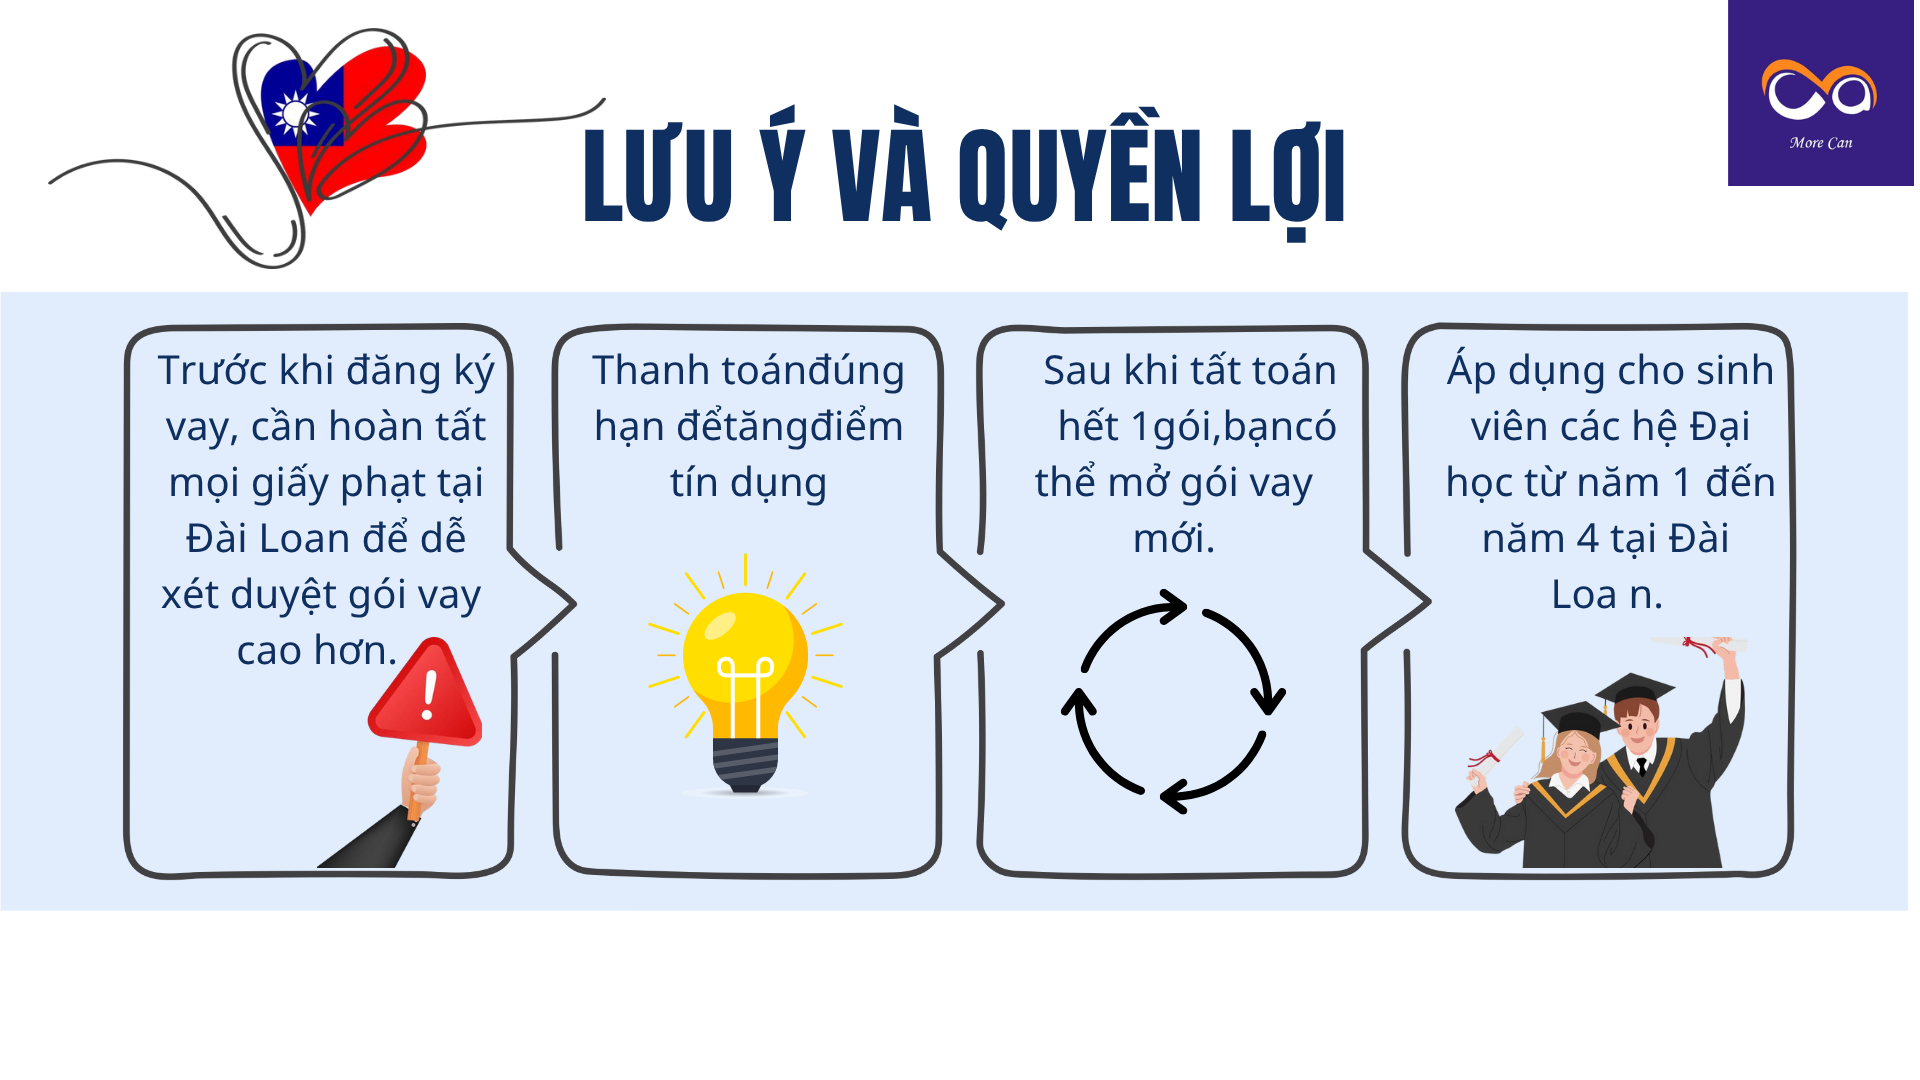 LƯU Ý VÀ QUYỀN LỢI
More Can
Trước khi đăng ký
vay, cần hoàn tất
mọi giấy phạt tại
Đài Loan để dễ
xét duyệt gói vay
cao hơn.
Thanh toánđúng
hạn đểtăngđiểm
tín dụng
Sau khi tất toán
hết 1gói,bạncó
thể mở gói vay
mới.
Áp dụng cho sinh
viên các hệ Đại
học từ năm 1 đến
năm 4 tại Đài
Loa n.